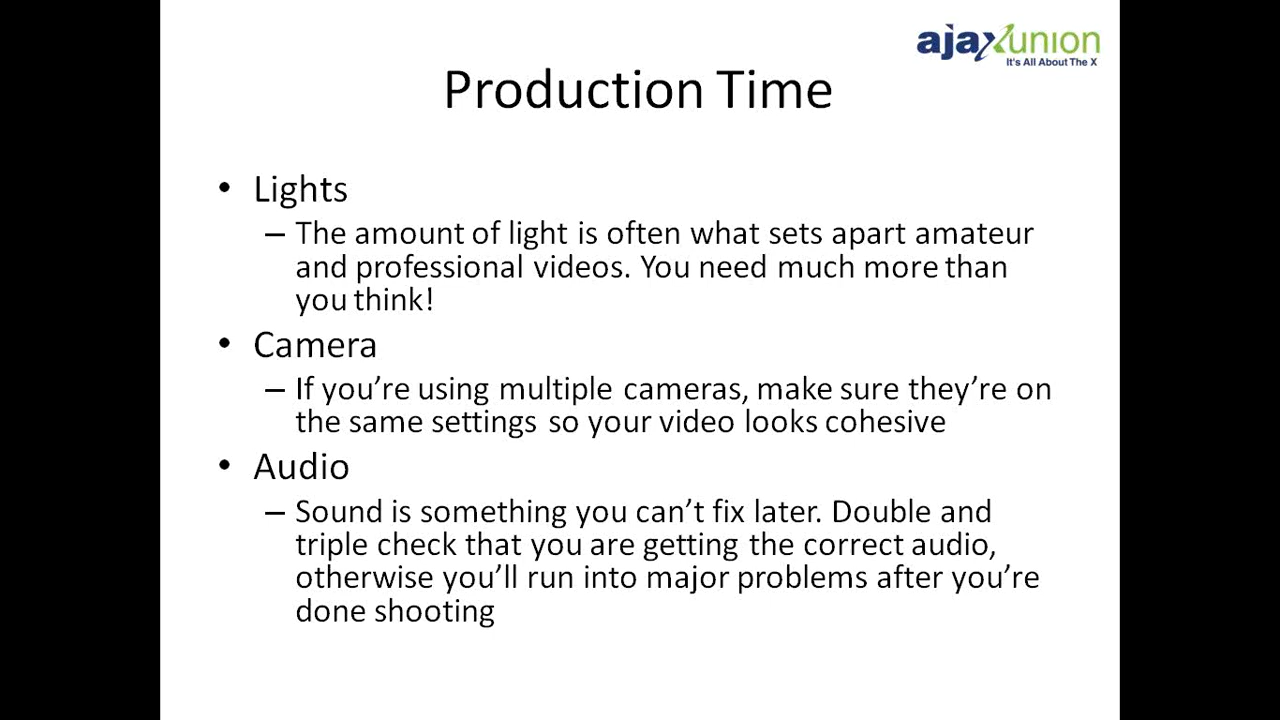 ajaxunion
It's All About The X
Production Time
• Lights
– The amount of light is often what sets apart amateur
and professional videos. You need much more than
you think!
• Camera
– If you’re using multiple cameras, make sure they’re on
the same settings so your video looks cohesive
• Audio
– Sound is something you can’t fix later. Double and
triple check that you are getting the correct audio,
otherwise you’ll run into major problems after you’re
done shooting